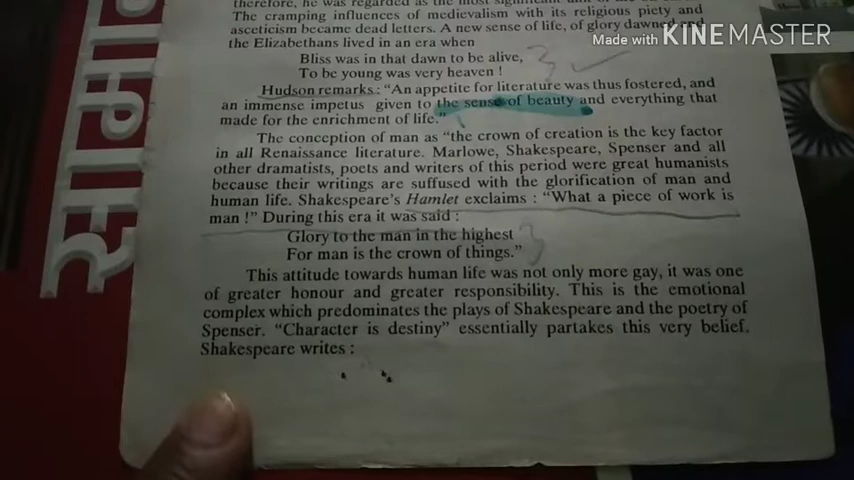 therefore, he was regarded as the most significant
The cramping influences of medievalism with its religious piety and
asceticism became dead letters. A new sense of life, of glory dawned and
the Elizabethans lived in an era when
Made with KINEMASTER
Bliss was in that dawn to be alive,
To be young was very heaven !
Hudson remarks : "An appetite for literature was thus fostered, and
an immense impetus given to the sense of beauty and everything that
made for the enrichment of life."
The conception of man as "the crown of creation is the key factor
in all Renaissance literature. Marlowe, Shakespeare, Spenser and all
other dramatists, poets and writers of this period were great humanists
because their writings are suffused with the glorification of man and
human life. Shakespeare's Hamlet exclaims : "What a piece of work is
man !" During this era it was said :
Glory to the man in the highest
For man is the crown of things."
This attitude towards human life was not only more gay, it was one
of greater honour and greater responsibility. This is the emotional
complex which predominates the plays of Shakespeare and the poetry of
Spenser. "Character is destiny" essentially partakes this very belief.
Shakespeare writes :